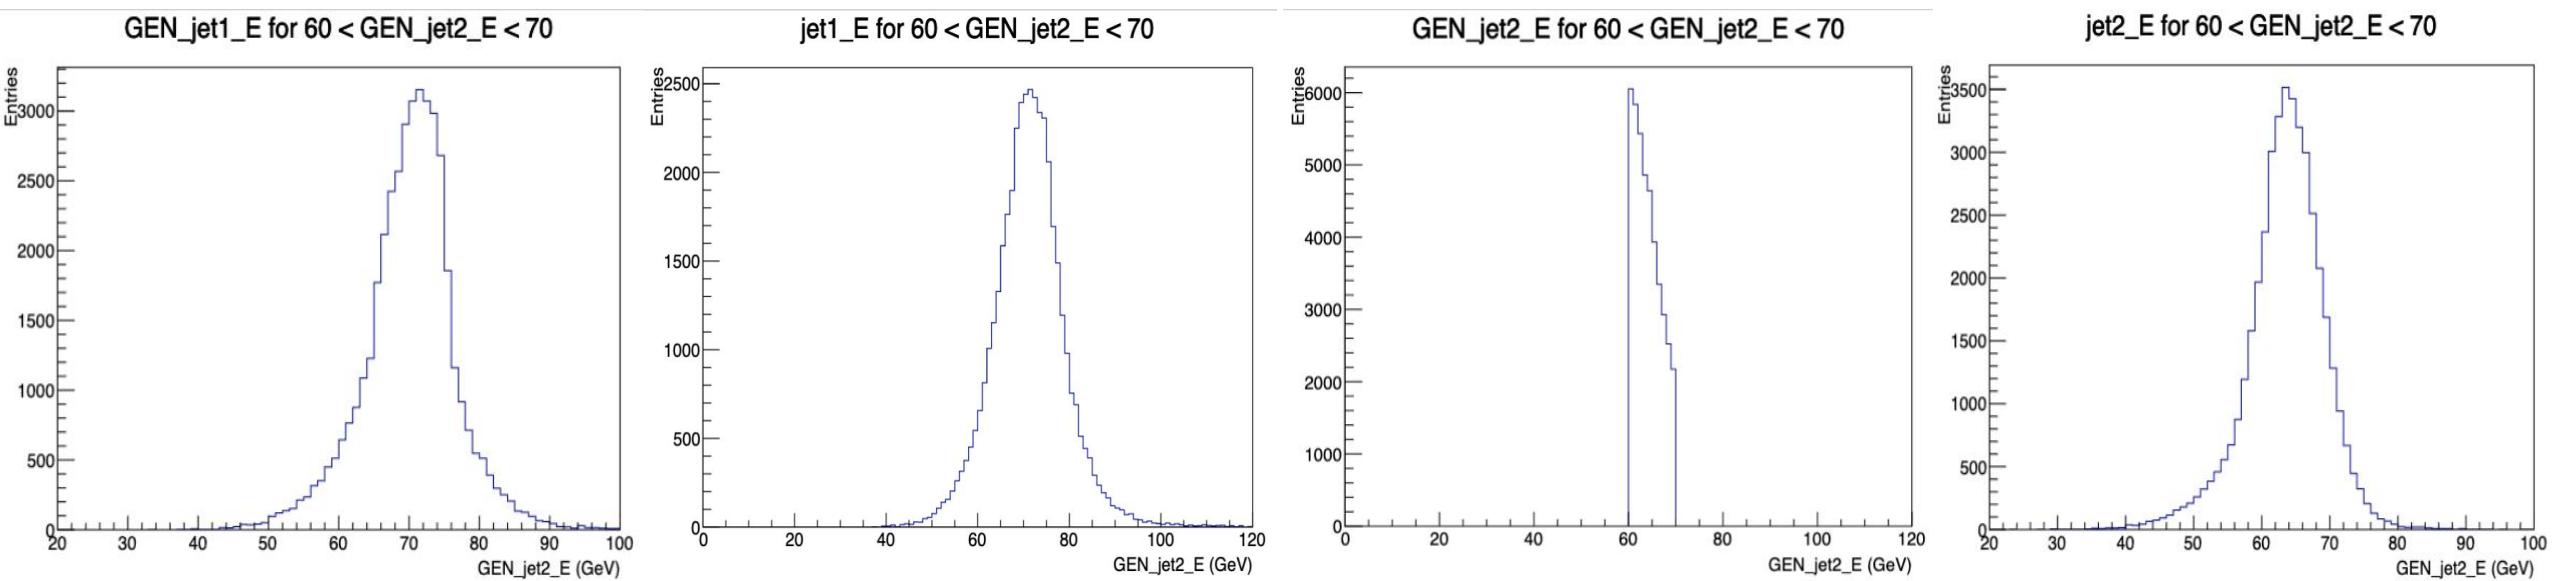 GEN_jet1_E for 60 < GEN_jet2_E < 70
Entries
3000
2500
2000
1500
1000
500
0
20 30 40 50 60 70 80 90 100
GEN_jet2_E (GeV)
jet1_E for 60 < GEN_jet2_E < 70
Entries
2500
2000
1500
1000
500
0
0 20 40 60 80 100 120
GEN_jet2_E (GeV)
GEN_jet2_E for 60 < GEN_jet2_E < 70
Entries
6000
5000
4000
3000
2000
1000
0
0 20 40 60 80 100 120
GEN_jet2_E (GeV)
jet2_E for 60 < GEN_jet2_E < 70
Entries
3500
3000
2500
2000
1500
1000
500
0
20 30 40 50 60 70 80 90 100
GEN_jet2_E (GeV)